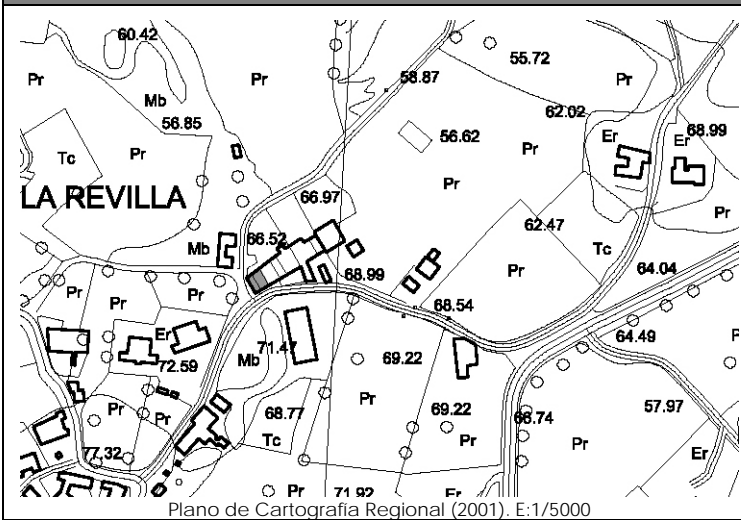 60.42
55.72
Pr
Pr
58.87
Pr
Mb
62.02
56.85
56.62
Er
Er
68.99
Tc
Pr
Pr
LA REVILLA
66.97
Pr
Pr
66.52
62.47
Mb
Tc
68.99
Pr
64.04
Pr
Pr
Pr
68.54
Er
64.49
72.59
Mb
71.47
69.22
57.97
Pr
Pr
68.77
Pr
69.22
66.74
Pr
Tc
Pr
Er
77.32
Pr
71.92
Er
Plano de Cartografía Regional (2001). E:1/5000